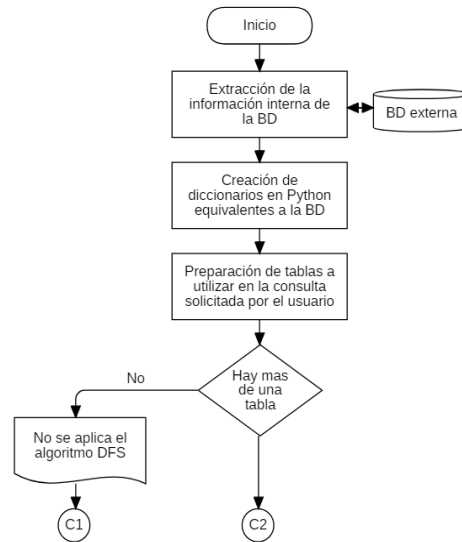 Inicio
Extracción de la
información interna de
la BD
BD externa
Creación de
diccionarios en Python
equivalentes a la BD
Preparación de tablas a
utilizar en la consulta
solicitada por el usuario
Hay mas
de una
tabla
No
No se aplica el
algoritmo DFS
C1
C2